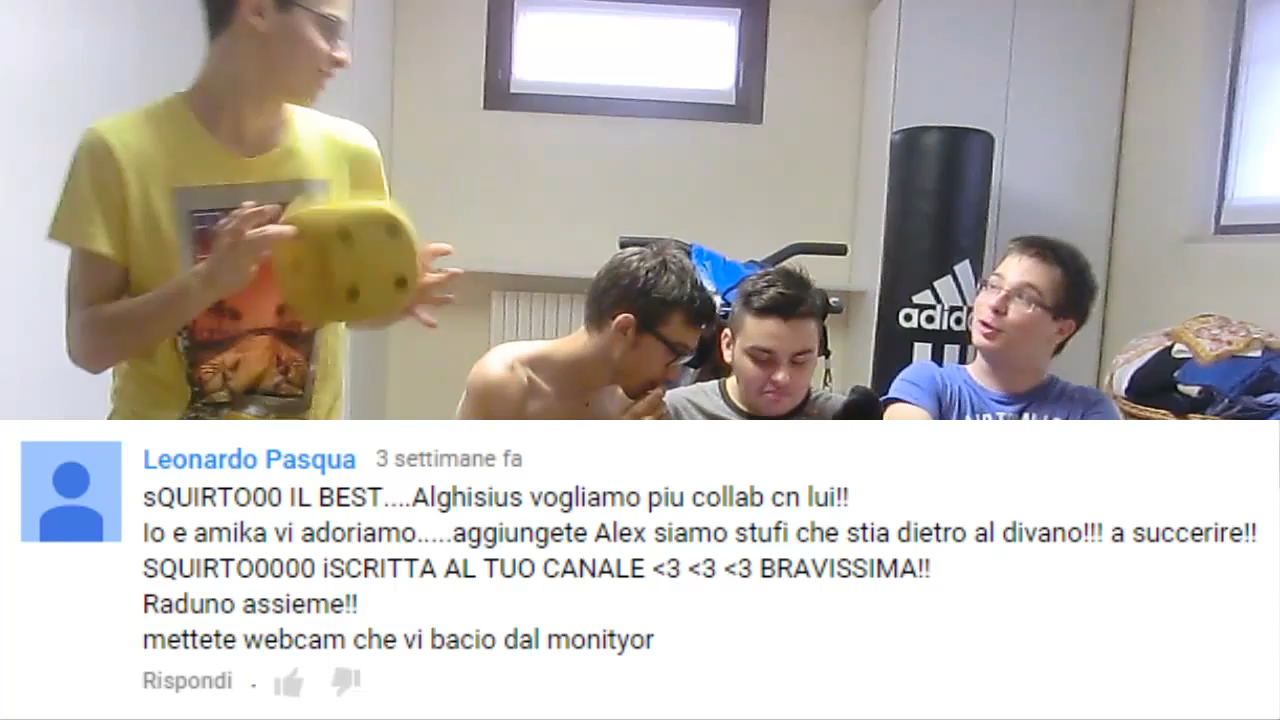 adid
Leonardo Pasqua 3 settimane fa
sQUIRTO00 IL BEST....Alghisius vogliamo piu collab cn lui!!
Io e amika vi adoriamo.....aggiungete Alex siamo stufi che stia dietro al divano!!! a succerire!!
SQUIRTO0000 iSCRITTA AL TUO CANALE <3 <3 <3 BRAVISSIMA!!
Raduno assieme!!
mettete webcam che vi bacio dal monityor
Rispondi .